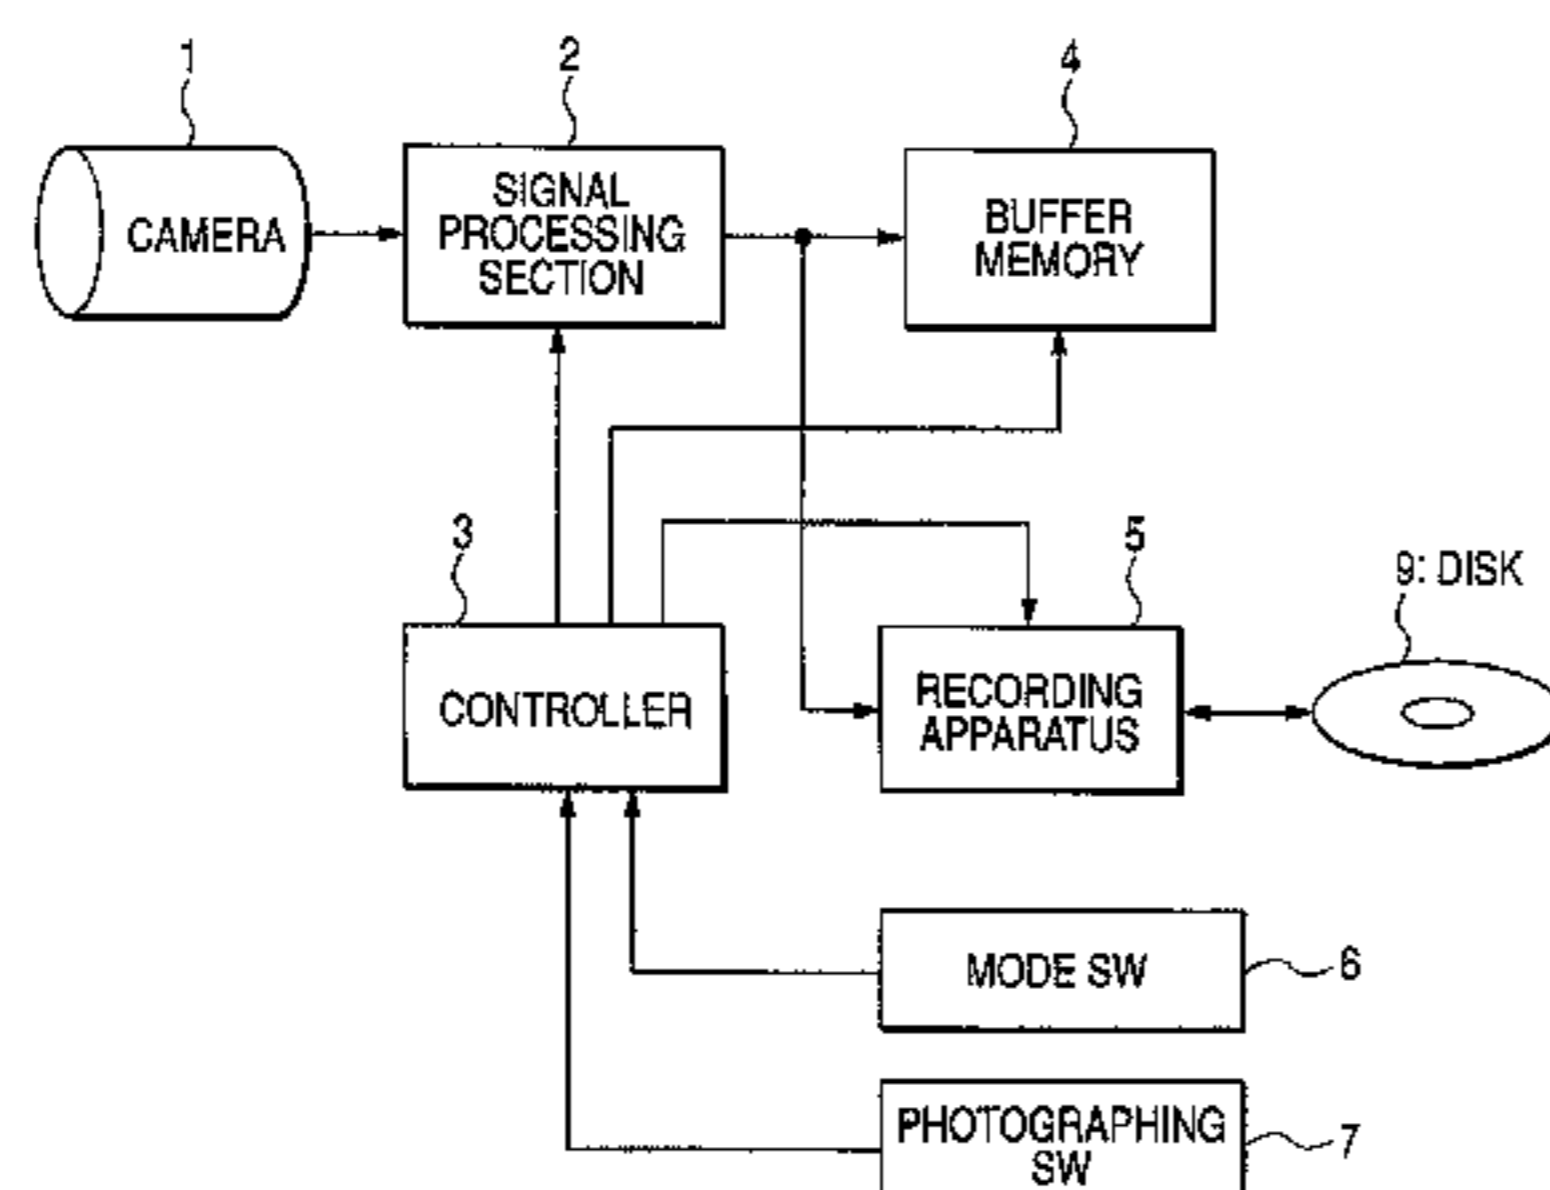 1
2
4
CAMERA
SIGNAL
PROCESSING
SECTION
BUFFER
MEMORY
3
5
9: DISK
CONTROLLER
RECORDING
APPARATUS
MODE SW
6
PHOTOGRAPHING
SW
7